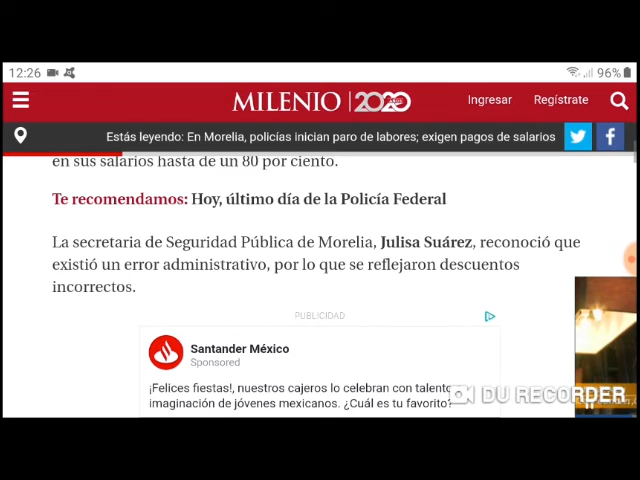 12:26 96%
MILENIO 2020 Ingresar Regístrate
Estás leyendo: En Morelia, policías inician paro de labores; exigen pagos de salarios
en sus salarios hasta de un 80 por ciento.
Te recomendamos: Hoy, último día de la Policía Federal
La secretaria de Seguridad Pública de Morelia, Julisa Suárez, reconoció que
existió un error administrativo, por lo que se reflejaron descuentos
incorrectos.
PUBLICIDAD
Santander México
Sponsored
¡Felices fiestas!, nuestros cajeros lo celebran con talento
imaginación de jóvenes mexicanos. ¿Cuál es tu favorito?
DU RECORDER